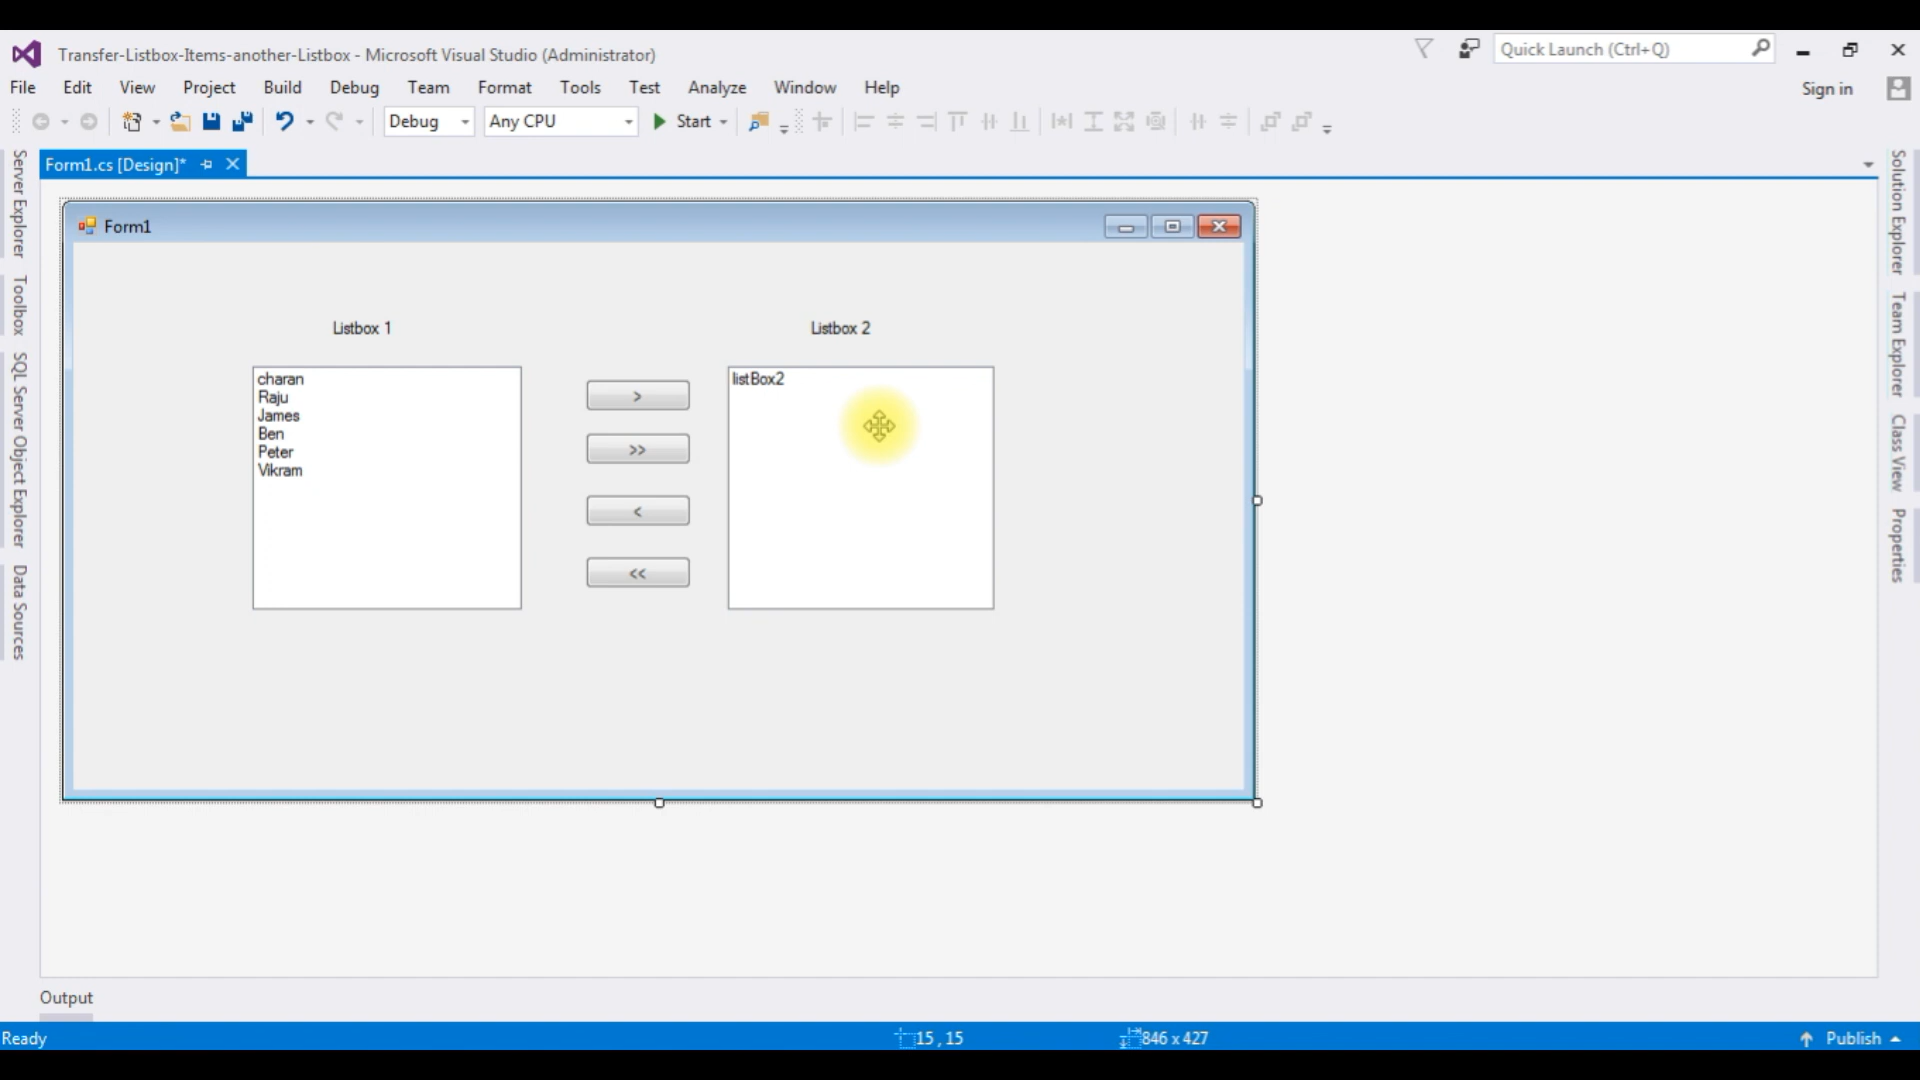 Transfer-Listbox-Items-another-Listbox - Microsoft Visual Studio (Administrator)
Quick Launch (Ctrl+Q)
File Edit View Project Build Debug Team Format Tools Test Analyze Window Help
Sign in
Debug Any CPU Start
Form1.cs [Design]*
Server Explorer
Toolbox
SQL Server Object Explorer
Data Sources
Form1
Listbox 1
Listbox 2
charan
Raju
James
Ben
Peter
Vikram
>
>>
<
<<
listBox2
Solution Explorer
Team Explorer
Class View
Properties
Output
Ready
15 , 15
846 x 427
Publish